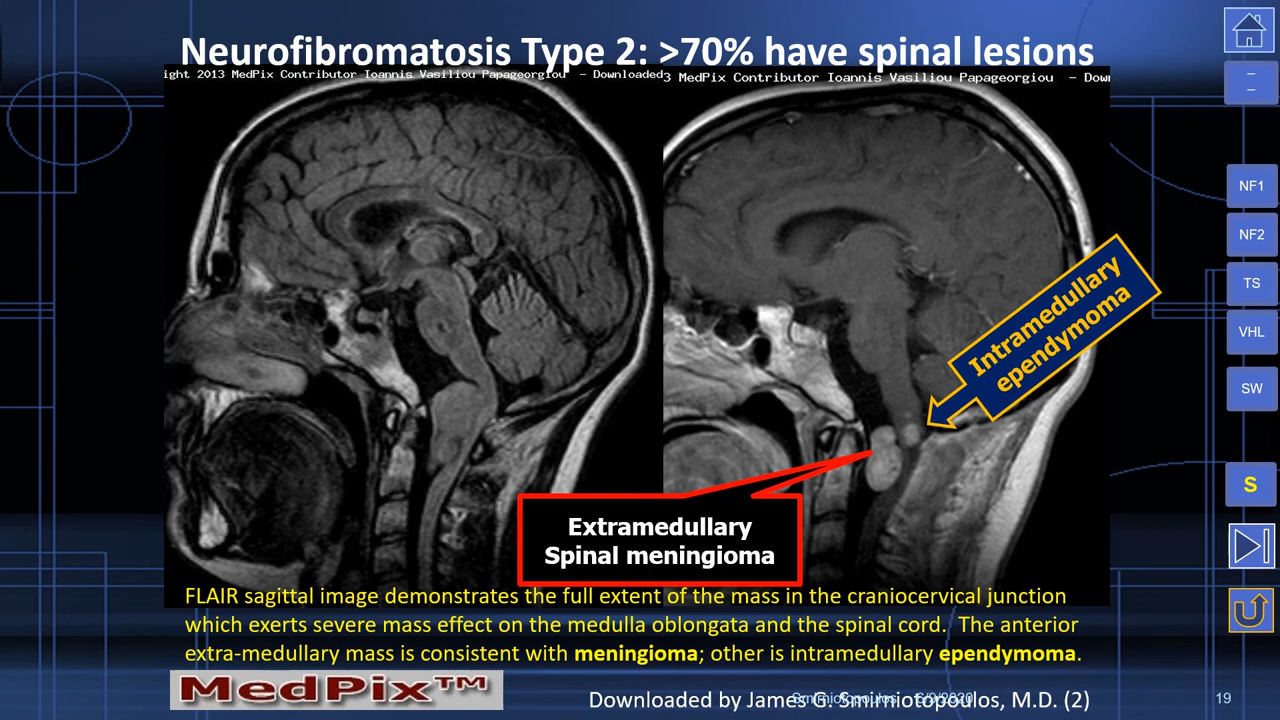 Neurofibromatosis Type 2: >70% have spinal lesions
ight 2013 MedPix Contributor Ioannis Vasiliou Papageorgiou – Downloaded
3 MedPix Contributor Ioannis Vasiliou Papageorgiou – Dow
NF1
NF2
TS
VHL
SW
S
Intramedullary
ependymoma
Extramedullary
Spinal meningioma
FLAIR sagittal image demonstrates the full extent of the mass in the craniocervical junction
which exerts severe mass effect on the medulla oblongata and the spinal cord. The anterior
extra-medullary mass is consistent with meningioma; other is intramedullary ependymoma.
MedPix™
Downloaded by James G. Smirniotopoulos, M.D. (2)
19